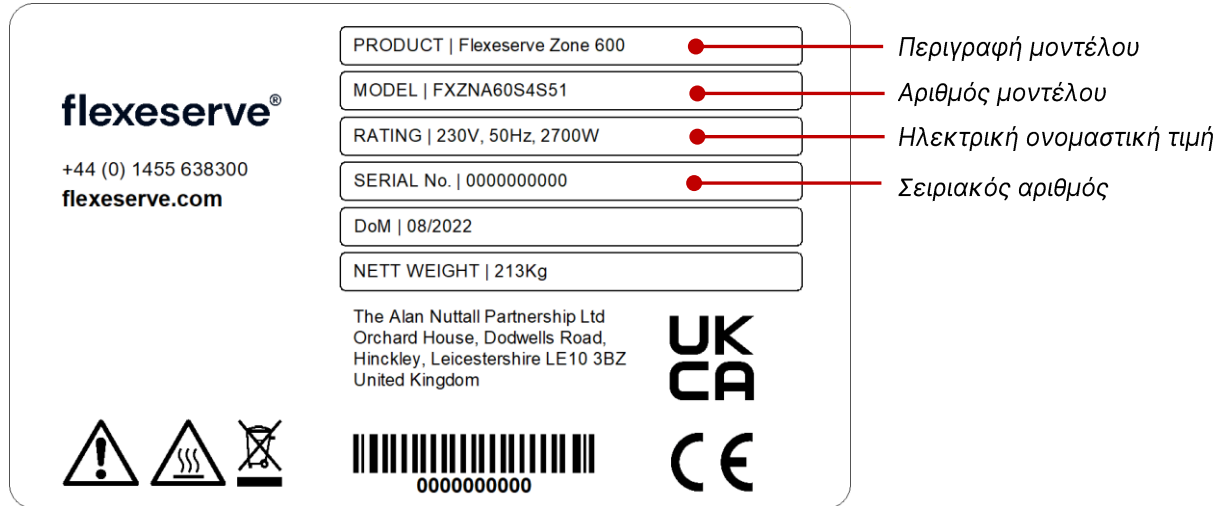 flexeserve®
+44 (0) 1455 638300
flexeserve.com
PRODUCT | Flexeserve Zone 600
Περιγραφή μοντέλου
MODEL | FXZNA60S4S51
Αριθμός μοντέλου
RATING | 230V, 50Hz, 2700W
Ηλεκτρική ονομαστική τιμή
SERIAL No. | 0000000000
Σειριακός αριθμός
DoM | 08/2022
NETT WEIGHT | 213Kg
The Alan Nuttall Partnership Ltd
Orchard House, Dodwells Road,
Hinckley, Leicestershire LE10 3BZ
United Kingdom
UK
CA
0000000000
CE